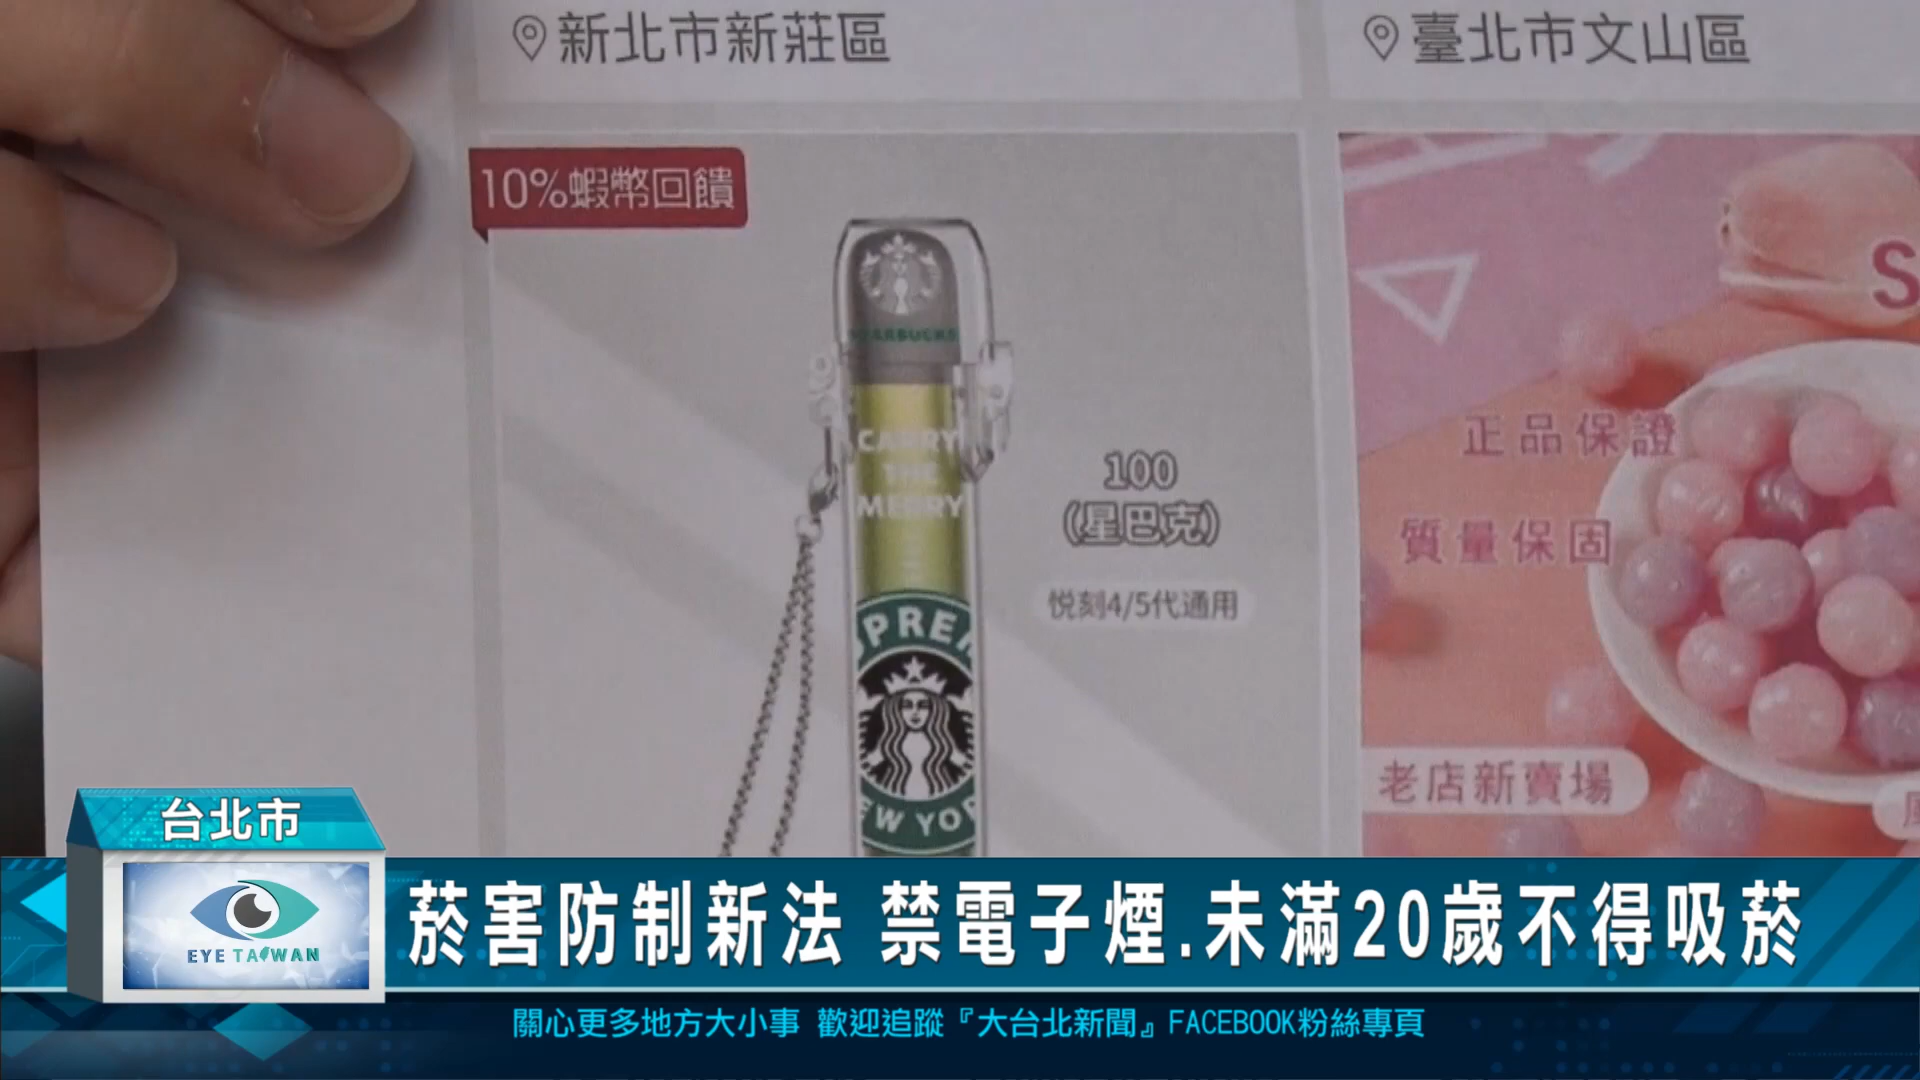 新北市新莊區
臺北市文山區
10%蝦幣回饋
STARBUCKS
CARRY
THE
MERRY
100
(星巴克)
悦刻4/5代通用
正品保證
質量保固
老店新賣場
台北市
EYE TAIWAN
菸害防制新法 禁電子煙.未滿20歲不得吸菸
關心更多地方大小事 歡迎追蹤『大台北新聞』FACEBOOK粉絲專頁